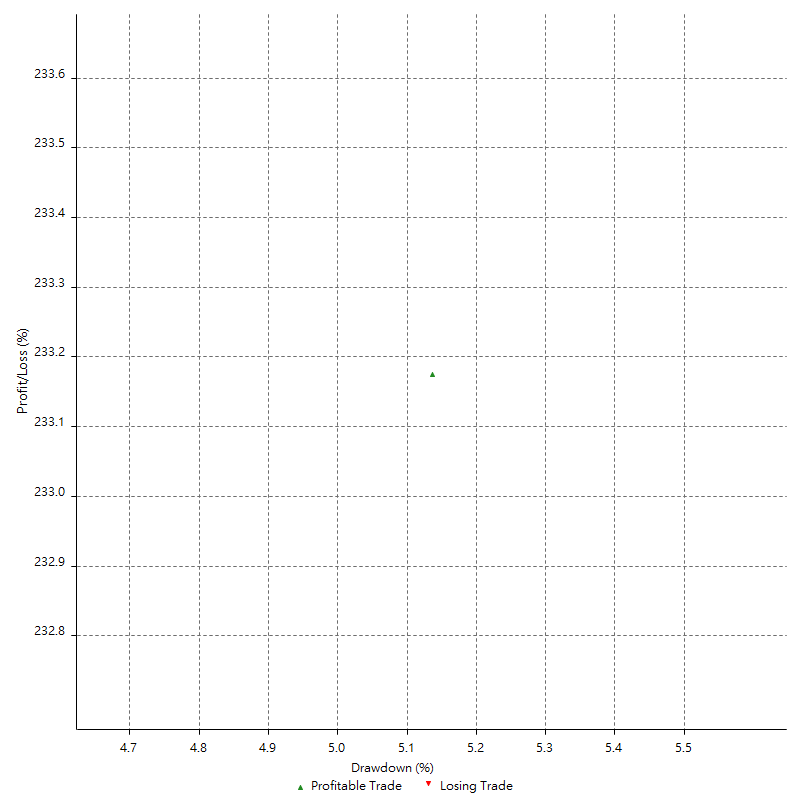 233.6
233.5
233.4
233.3
233.2
233.1
233.0
232.9
232.8
Profit/Loss (%)
4.7 4.8 4.9 5.0 5.1 5.2 5.3 5.4 5.5
Drawdown (%)
Profitable Trade Losing Trade